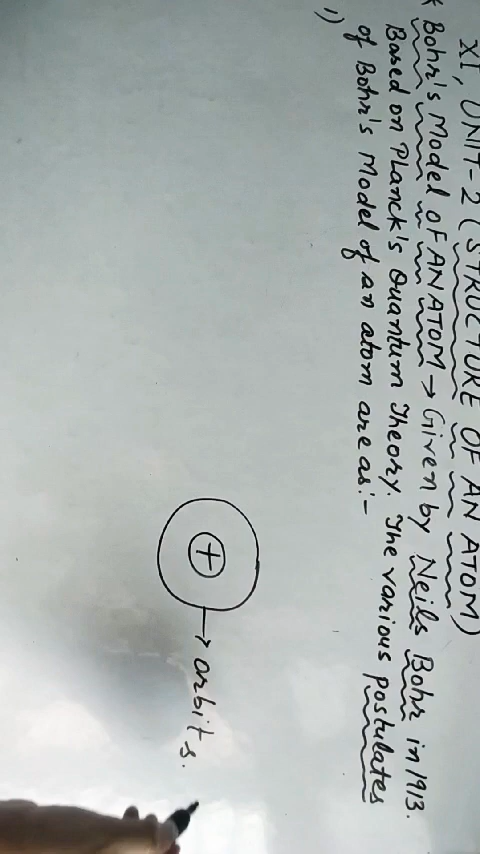 XI, UNIT-2 (STRUCTURE OF AN ATOM)
* Bohr's Model OF AN ATOM → Given by Neils Bohr in 1913.
Based on PLanck's Quantum Theory. The various postulates
of Bohr's Model of an atom are as:-
1)
+
→ orbits.